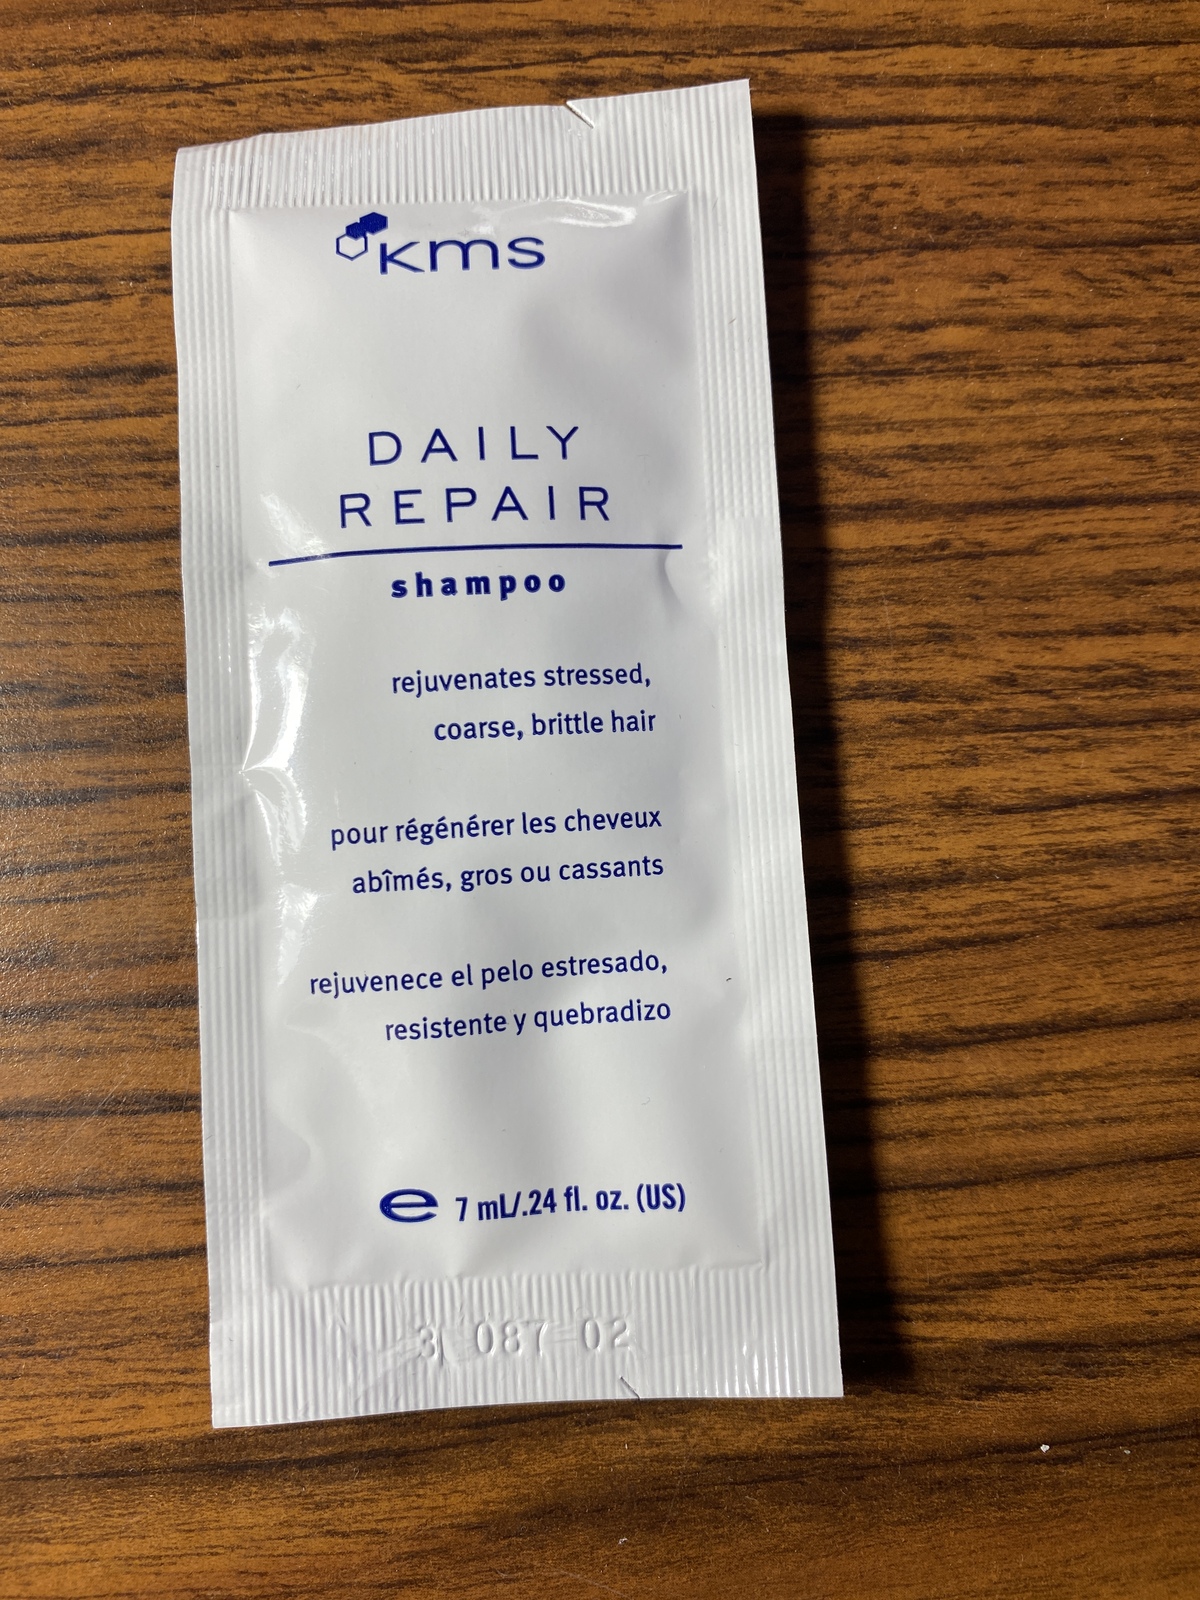 kms
DAILY
REPAIR
shampoo
rejuvenates stressed,
coarse, brittle hair
pour régénérer les cheveux
abîmés, gros ou cassants
rejuvenece el pelo estresado,
resistente y quebradizo
e 7 mL/.24 fl. oz. (US)
3 087 02